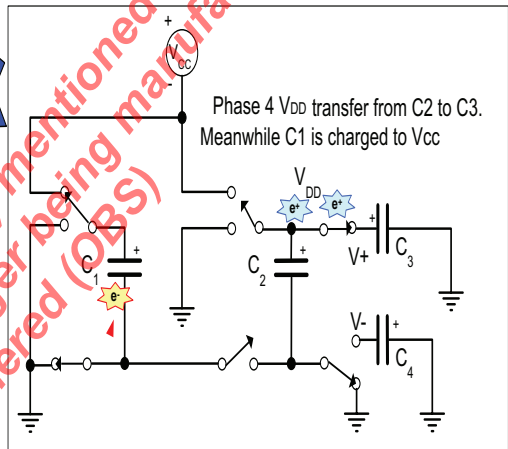 mentioned
being manufa
ered (OBS)
+
VCC
-
Phase 4 VDD transfer from C2 to C3.
Meanwhile C1 is charged to Vcc
VDD
e+
e+
+
C1
e-
+
C2
+
V+
C3
V-
+
C4